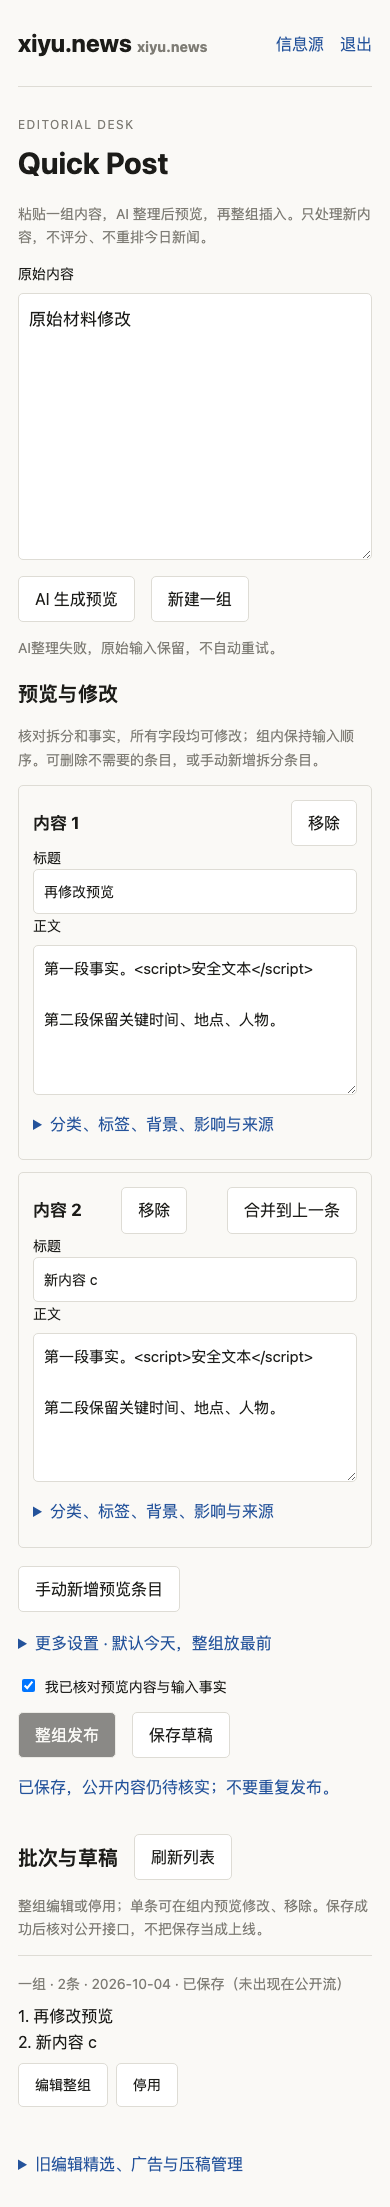 xiyu.news xiyu.news 信息源 退出
EDITORIAL DESK
Quick Post
粘贴一组内容，AI 整理后预览，再整组插入。只处理新内
容，不评分、不重排今日新闻。
原始内容
原始材料修改
AI 生成预览 新建一组
AI整理失败，原始输入保留，不自动重试。
预览与修改
核对拆分和事实，所有字段均可修改；组内保持输入顺
序。可删除不需要的条目，或手动新增拆分条目。
内容 1 移除
标题
再修改预览
正文
第一段事实。<script>安全文本</script>
第二段保留关键时间、地点、人物。
▶ 分类、标签、背景、影响与来源
内容 2 移除 合并到上一条
标题
新内容 c
正文
第一段事实。<script>安全文本</script>
第二段保留关键时间、地点、人物。
▶ 分类、标签、背景、影响与来源
手动新增预览条目
▶ 更多设置 · 默认今天，整组放最前
我已核对预览内容与输入事实
整组发布 保存草稿
已保存，公开内容仍待核实；不要重复发布。
批次与草稿 刷新列表
整组编辑或停用；单条可在组内预览修改、移除。保存成
功后核对公开接口，不把保存当成上线。
一组 · 2条 · 2026-10-04 · 已保存（未出现在公开流）
1. 再修改预览
2. 新内容 c
编辑整组 停用
▶ 旧编辑精选、广告与压稿管理